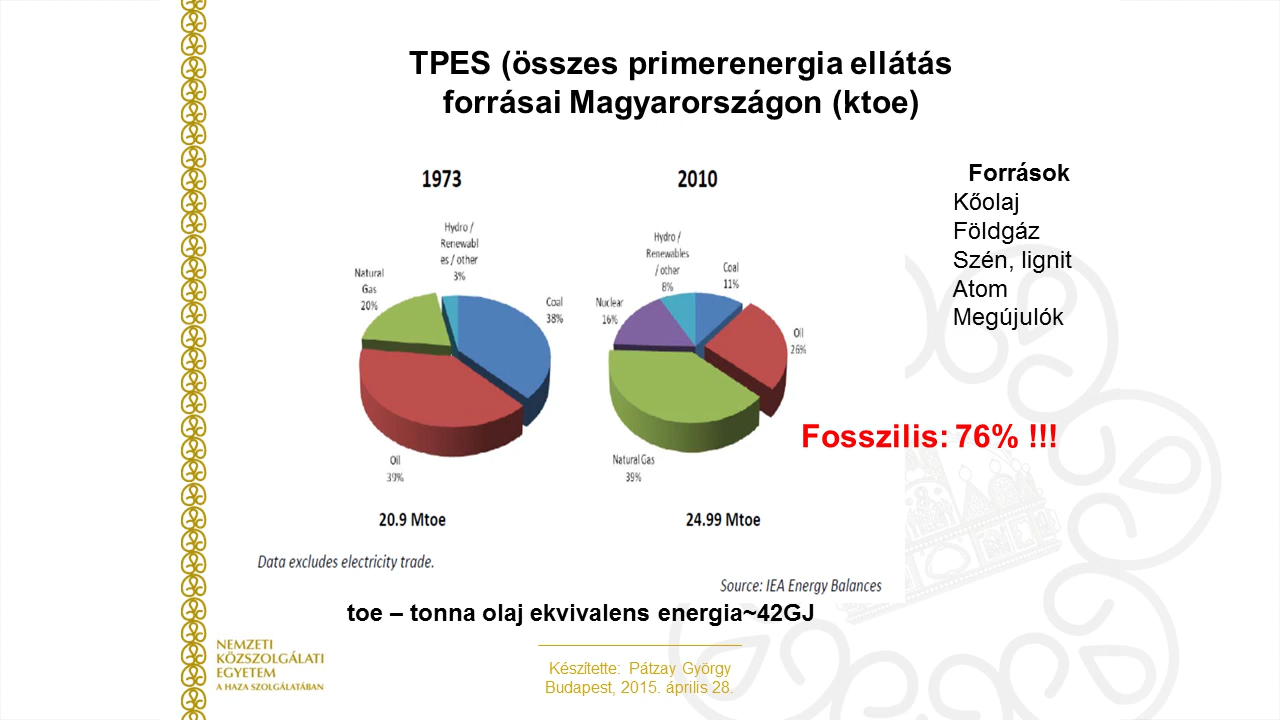 TPES (összes primerenergia ellátás
forrásai Magyarországon (ktoe)
1973
Hydro /
Renewabl
es / other
3%
Natural
Gas
20%
Coal
38%
Oil
39%
20.9 Mtoe
2010
Hydro /
Renewables
/ other
8%
Coal
11%
Nuclear
16%
Oil
26%
Natural Gas
39%
24.99 Mtoe
Források
Kőolaj
Földgáz
Szén, lignit
Atom
Megújulók
Fosszilis: 76% !!!
Data excludes electricity trade.
Source: IEA Energy Balances
toe – tonna olaj ekvivalens energia~42GJ
NEMZETI
KÖZSZOLGÁLATI
EGYETEM
A HAZA SZOLGÁLATÁBAN
Készítette: Pátzay György
Budapest, 2015. április 28.